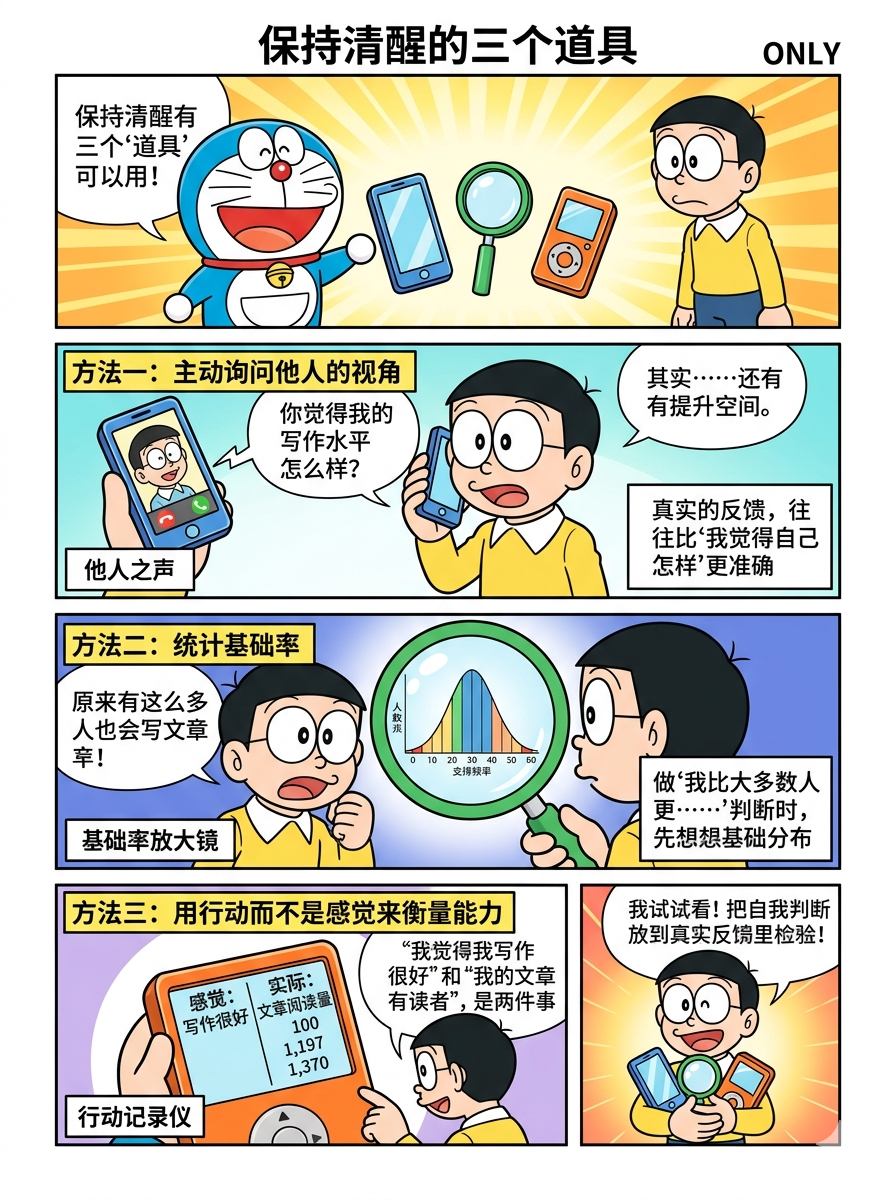 保持清醒的三个道具
ONLY
保持清醒有
三个‘道具’
可以用！
方法一：主动询问他人的视角
你觉得我的
写作水平
怎么样？
其实……还有
有提升空间。
他人之声
真实的反馈，往
往比‘我觉得自己
怎样’更准确
方法二：统计基础率
原来有这么多
人也会写文章
宰！
人数
0 10 20 30 40 50 60
基础率放大镜
做‘我比大多数人
更……’判断时，
先想想基础分布
方法三：用行动而不是感觉来衡量能力
感觉：
写作很好
实际：
文章阅读量
100
1,197
1,370
“我觉得我写作
很好”和“我的文章
有读者”，是两件事
行动记录仪
我试试看！把自我判断
放到真实反馈里检验！